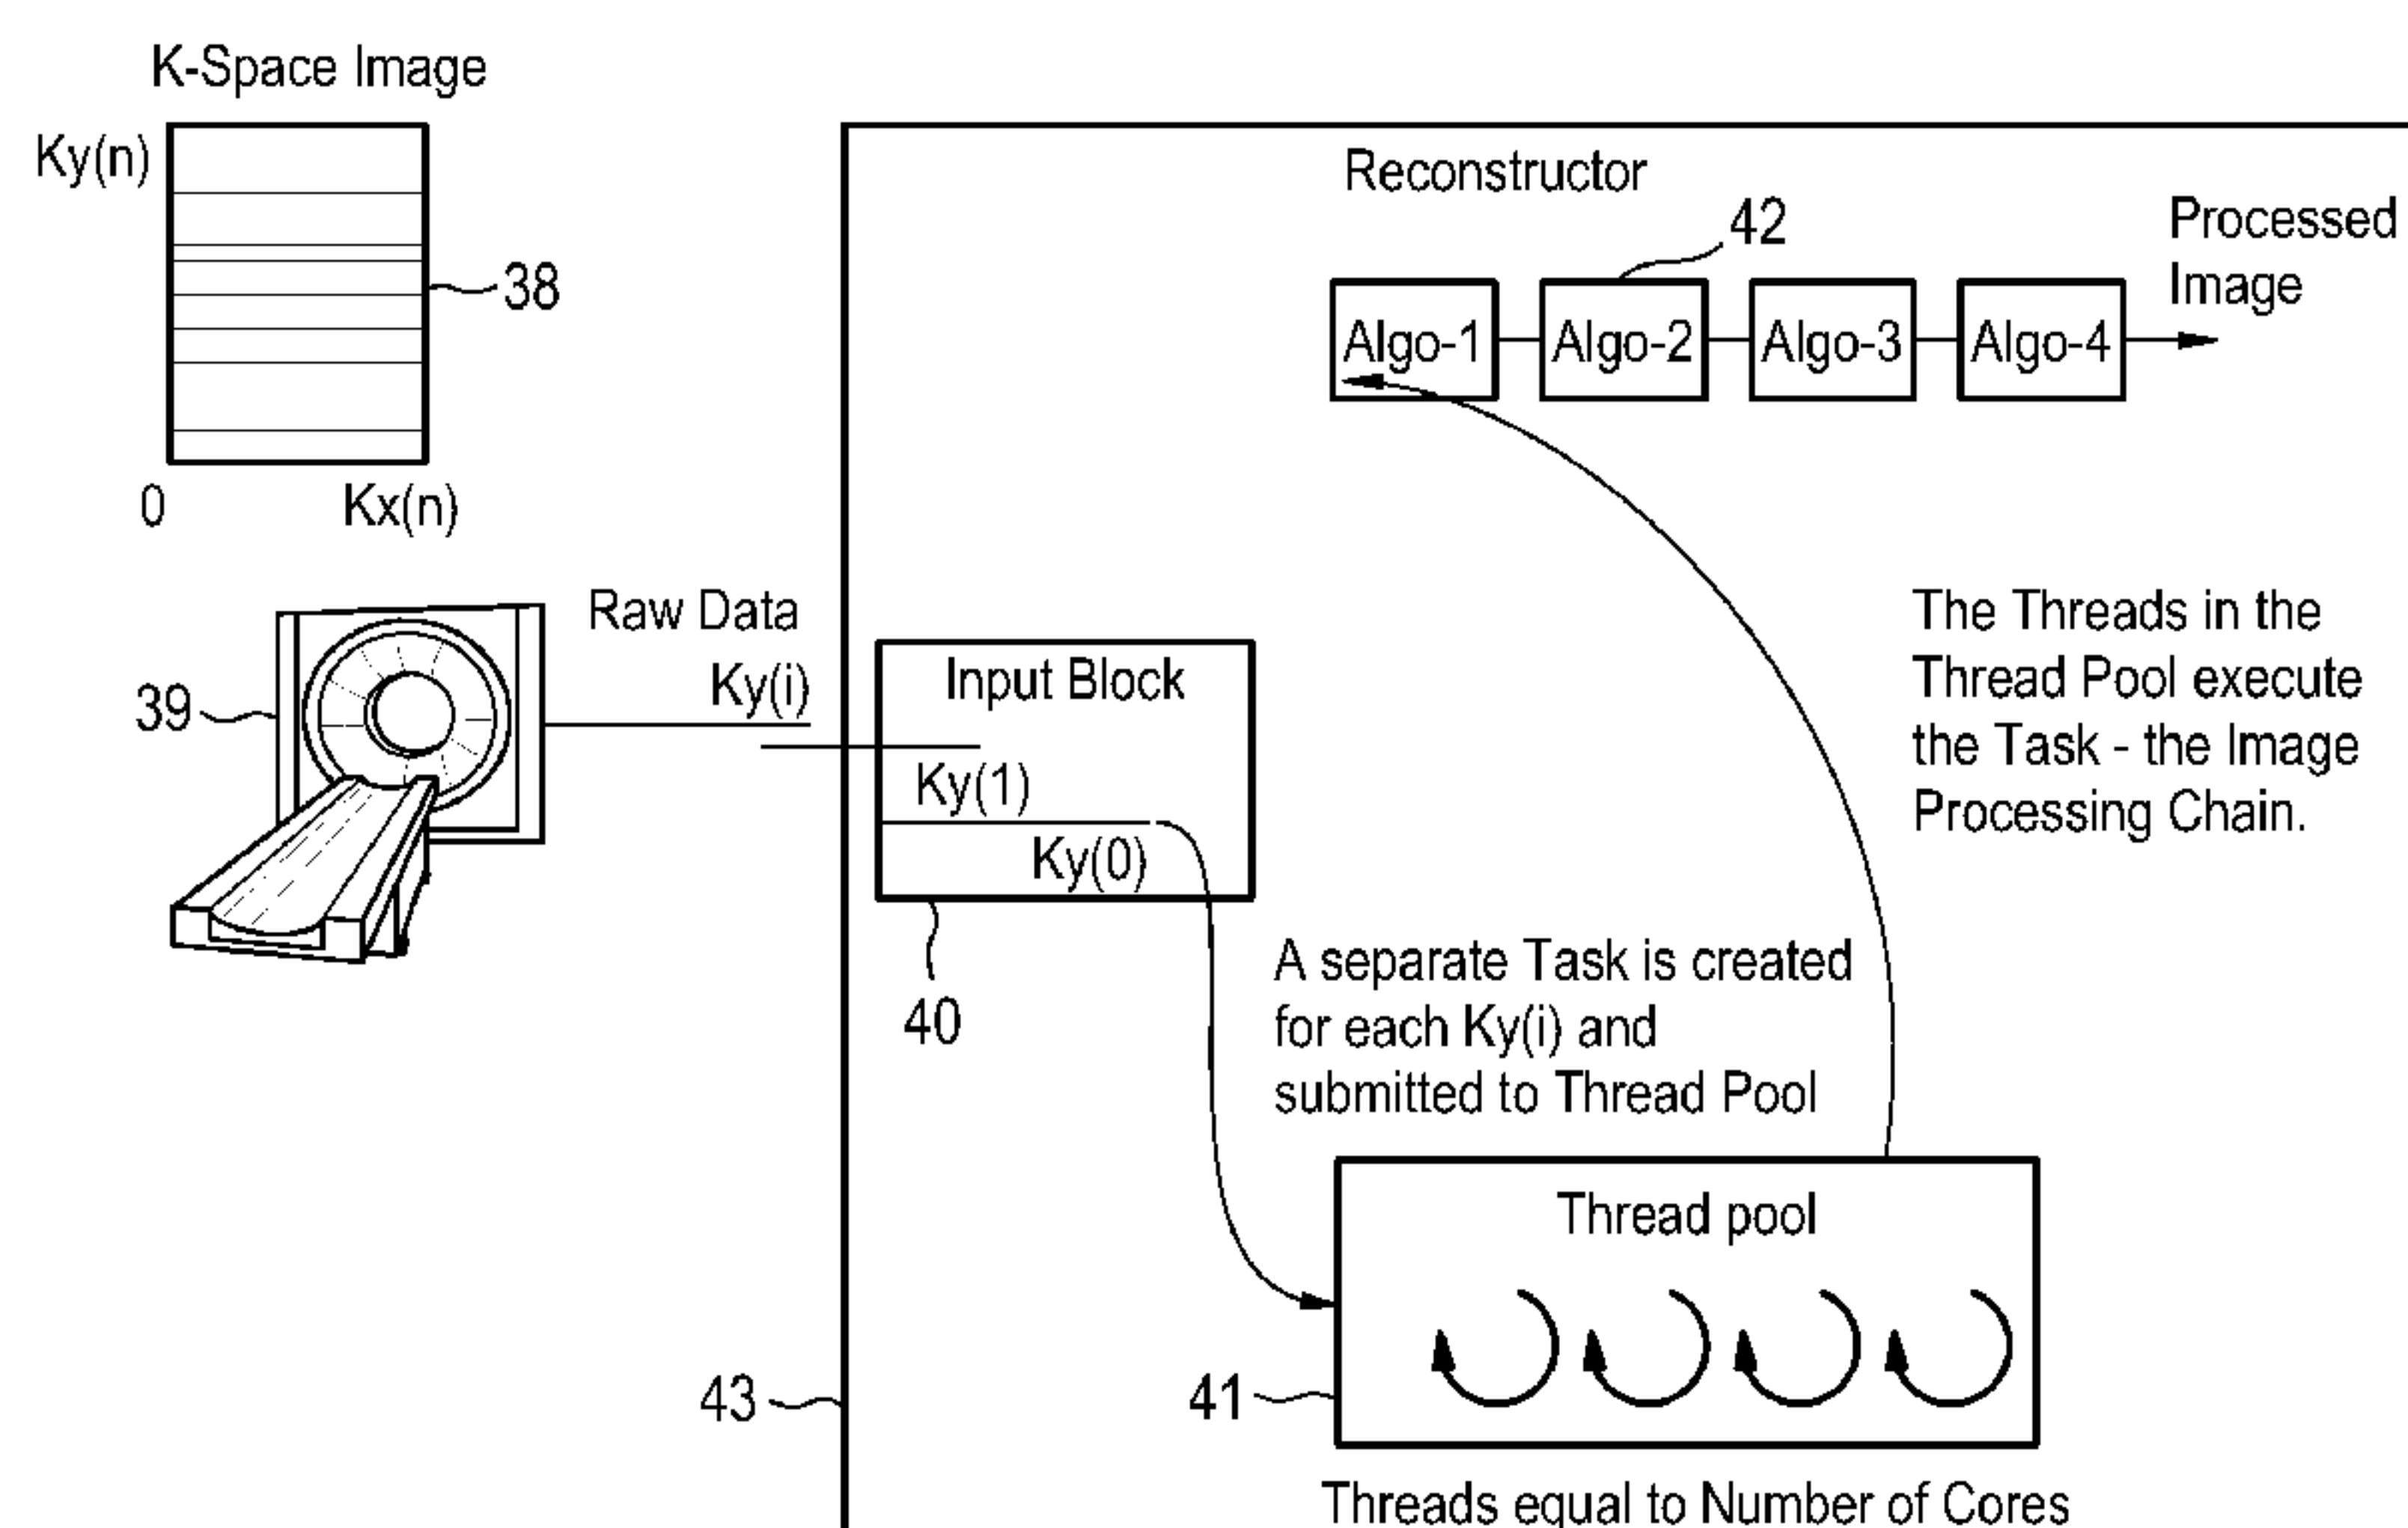 K-Space Image
Ky(n)
38
0
Kx(n)
Reconstructor
42
Processed
Image
Algo-1
Algo-2
Algo-3
Algo-4
Raw Data
Ky(i)
39
Input Block
Ky(1)
Ky(0)
40
The Threads in the
Thread Pool execute
the Task - the Image
Processing Chain.
A separate Task is created
for each Ky(i) and
submitted to Thread Pool
Thread pool
43
41
Threads equal to Number of Cores